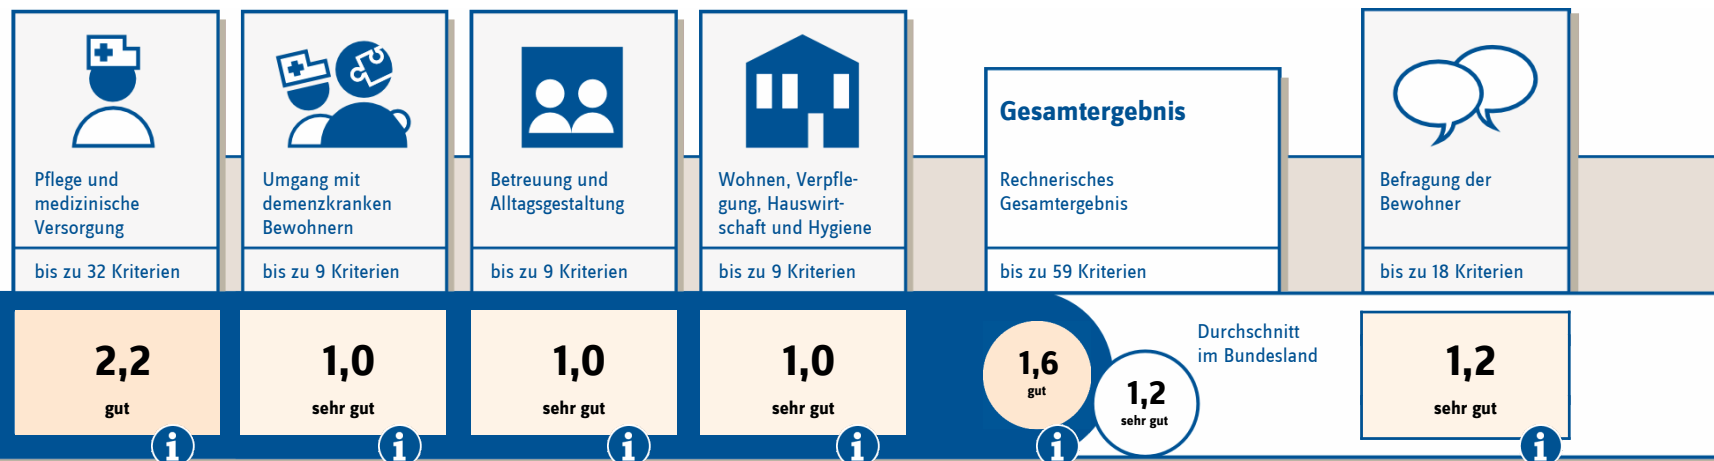 Pflege und
medizinische
Versorgung
bis zu 32 Kriterien
2,2
gut
i
Umgang mit
demenzkranken
Bewohnern
bis zu 9 Kriterien
1,0
sehr gut
i
Betreuung und
Alltagsgestaltung
bis zu 9 Kriterien
1,0
sehr gut
i
Wohnen, Verpfle-
gung, Hauswirt-
schaft und Hygiene
bis zu 9 Kriterien
1,0
sehr gut
i
Gesamtergebnis
Rechnerisches
Gesamtergebnis
bis zu 59 Kriterien
1,6
gut
i
Durchschnitt
im Bundesland
1,2
sehr gut
Befragung der
Bewohner
bis zu 18 Kriterien
1,2
sehr gut
i